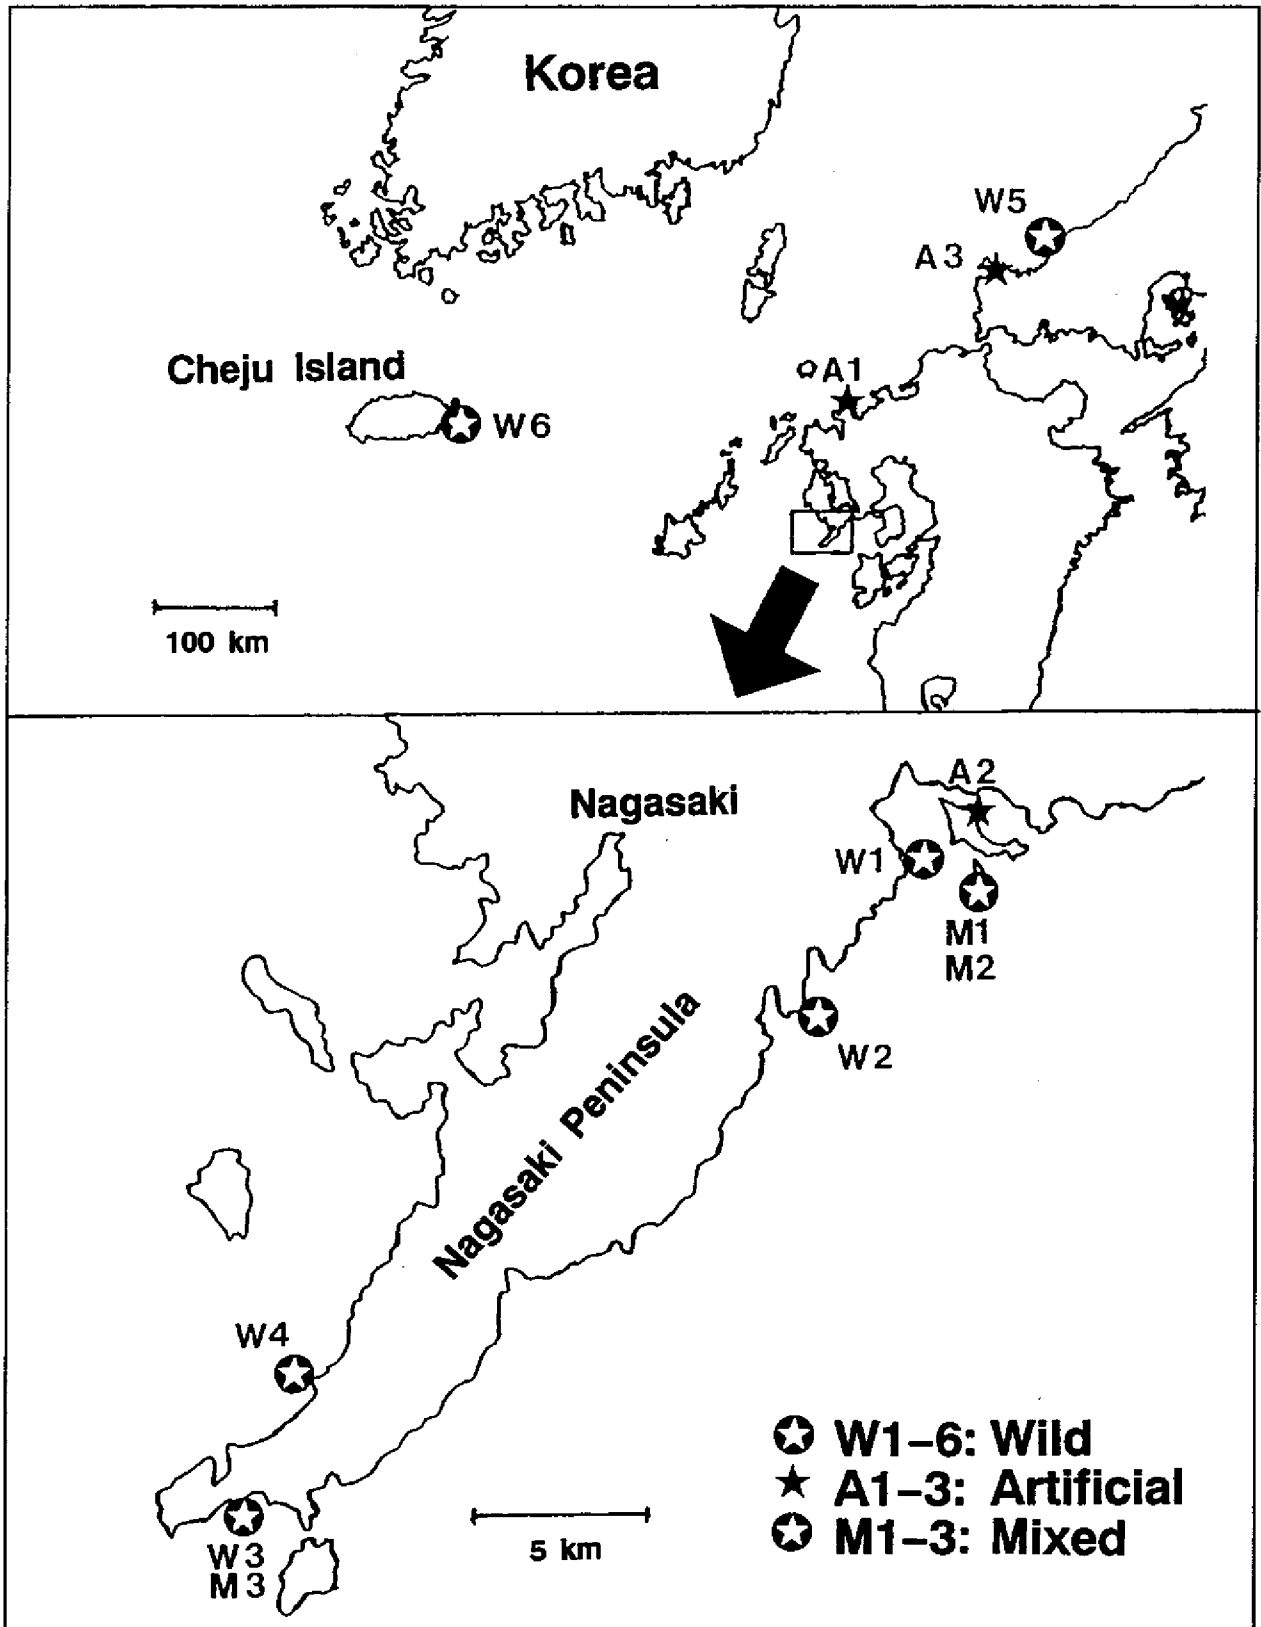 Korea
W5
A3
Cheju Island
A1
W6
100 km
Nagasaki
A2
W1
M1
M2
W2
Nagasaki Peninsula
W4
W1-6: Wild
A1-3: Artificial
M1-3: Mixed
5 km
W3
M3